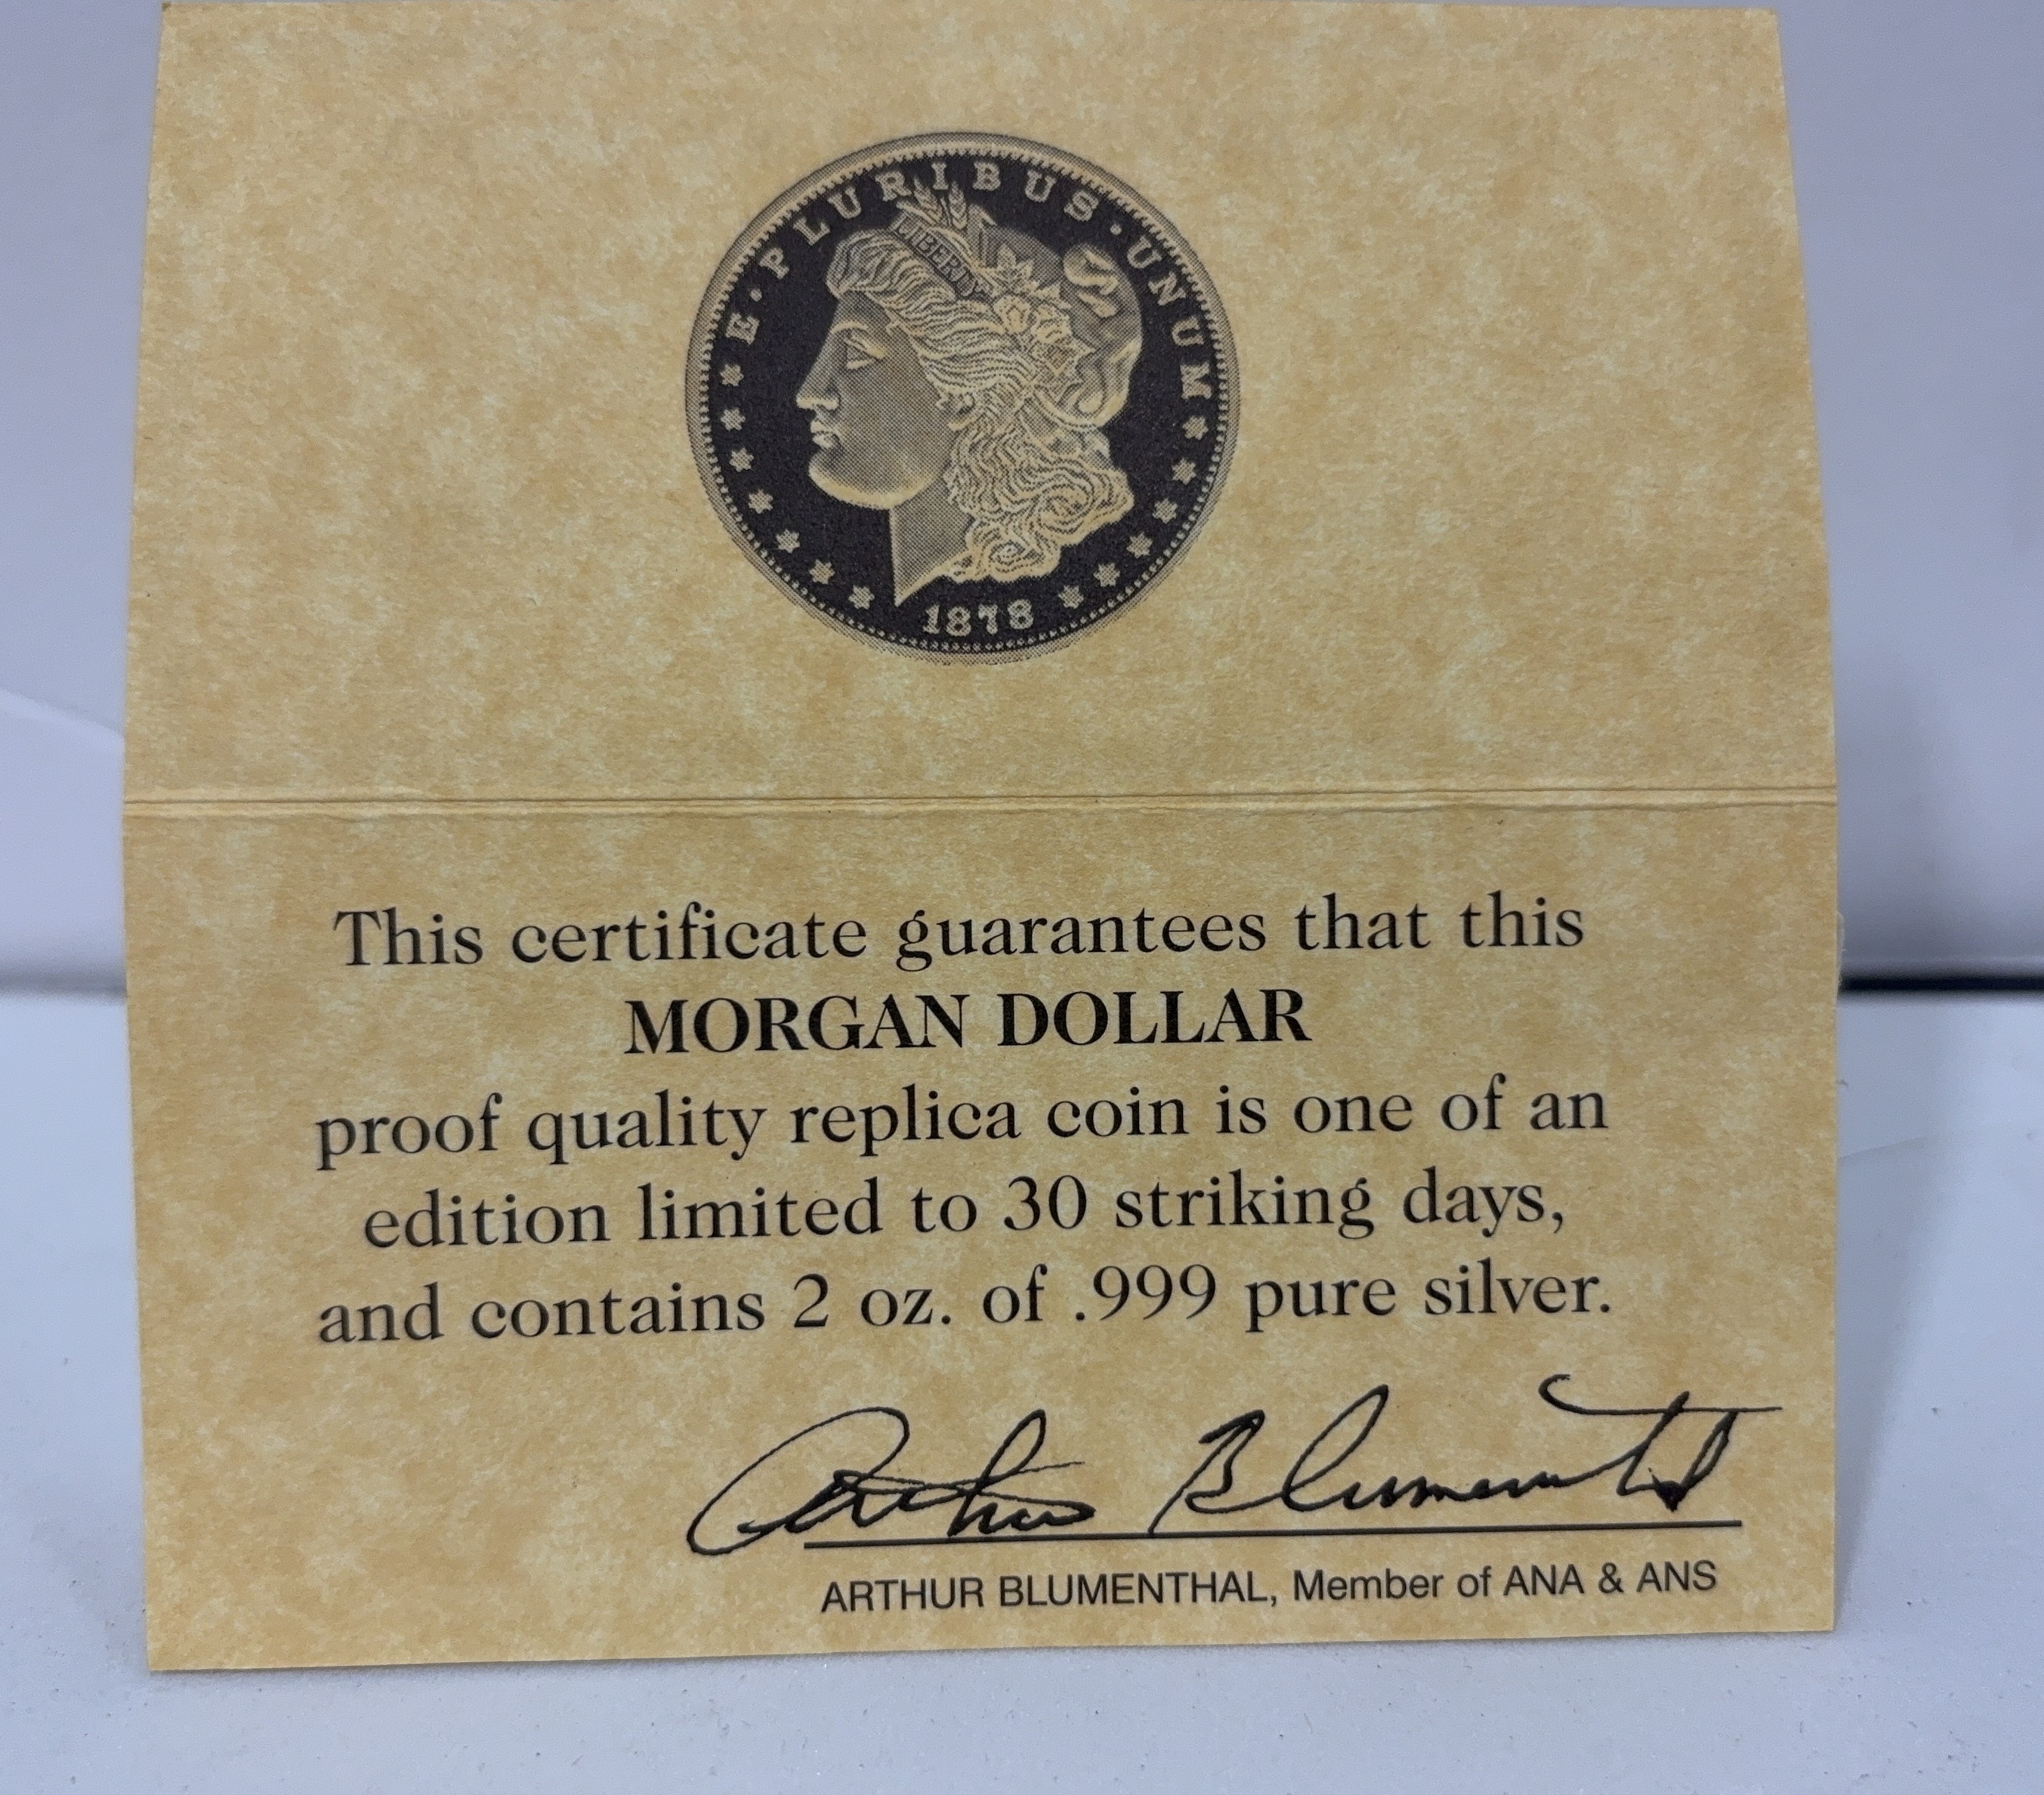 E · PLURIBUS · UNUM
LIBERTY
1878
This certificate guarantees that this
MORGAN DOLLAR
proof quality replica coin is one of an
edition limited to 30 striking days,
and contains 2 oz. of .999 pure silver.
Arthur Blumenthal
ARTHUR BLUMENTHAL, Member of ANA & ANS